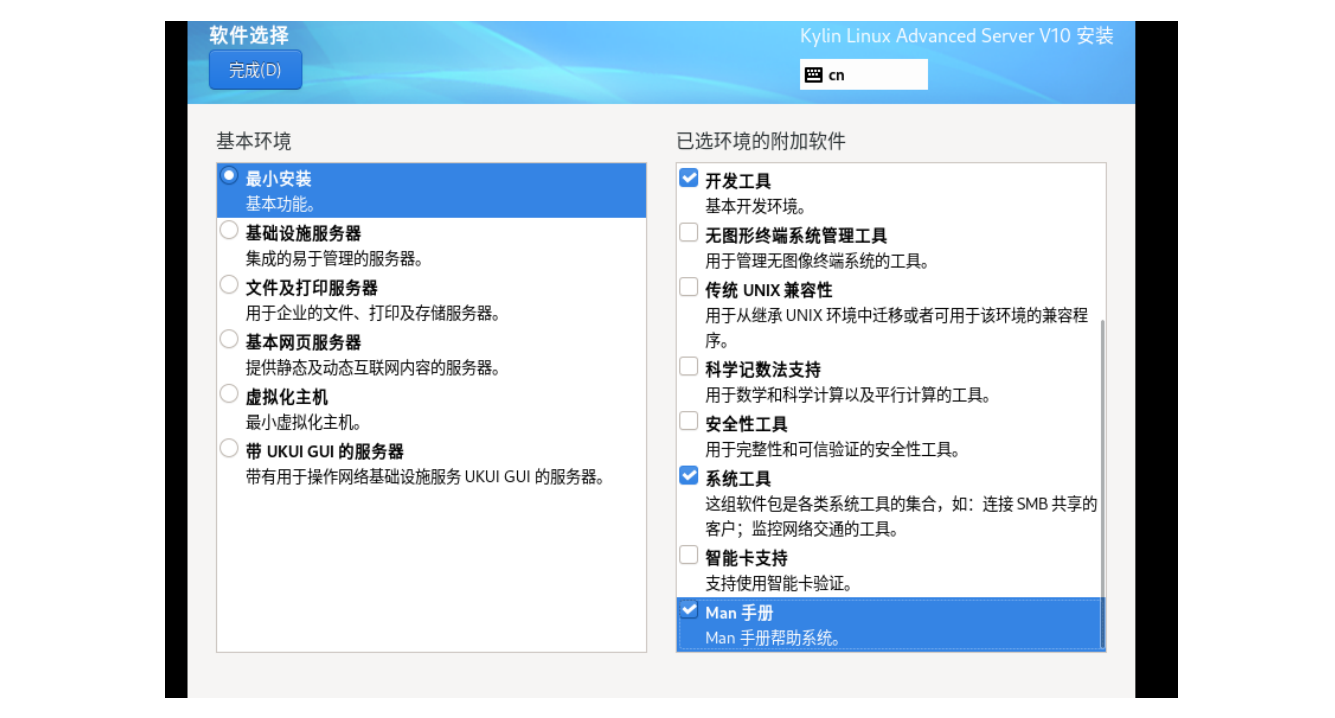 软件选择
Kylin Linux Advanced Server V10 安装
完成(D)
cn
基本环境
最小安装
基本功能。
基础设施服务器
集成的易于管理的服务器。
文件及打印服务器
用于企业的文件、打印及存储服务器。
基本网页服务器
提供静态及动态互联网内容的服务器。
虚拟化主机
最小虚拟化主机。
带 UKUI GUI 的服务器
带有用于操作网络基础设施服务 UKUI GUI 的服务器。
已选环境的附加软件
开发工具
基本开发环境。
无图形终端系统管理工具
用于管理无图像终端系统的工具。
传统 UNIX 兼容性
用于从继承 UNIX 环境中迁移或者可用于该环境的兼容程
序。
科学记数法支持
用于数学和科学计算以及平行计算的工具。
安全性工具
用于完整性和可信验证的安全性工具。
系统工具
这组软件包是各类系统工具的集合，如：连接 SMB 共享的
客户；监控网络交通的工具。
智能卡支持
支持使用智能卡验证。
Man 手册
Man 手册帮助系统。